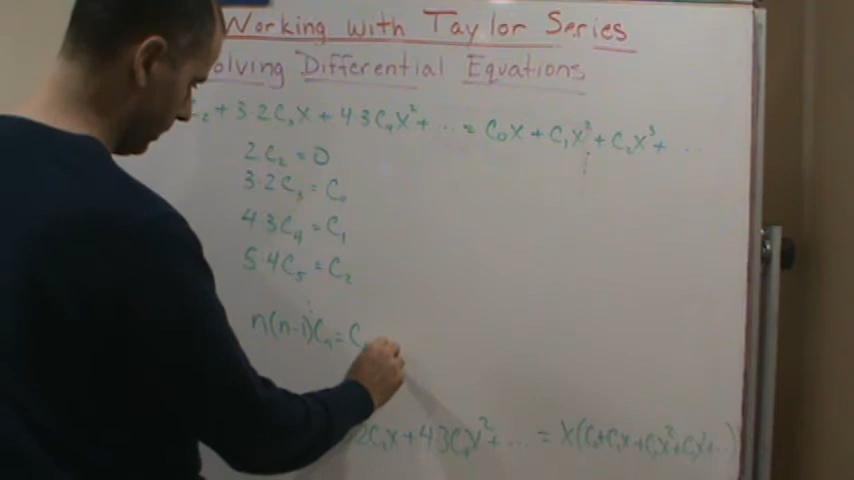 Working with Taylor Series
olving Differential Equations
C₂ + 3·2C₃X + 4·3C₄X² + ... = C₀X + C₁X² + C₂X³ + ...
2C₂ = 0
3·2C₃ = C₀
4·3C₄ = C₁
5·4C₅ = C₂
n(n-1)Cₙ = C
2C₃X + 4·3C₄X² + ... = X(C₀+C₁X+C₂X²+C₃X³+...)